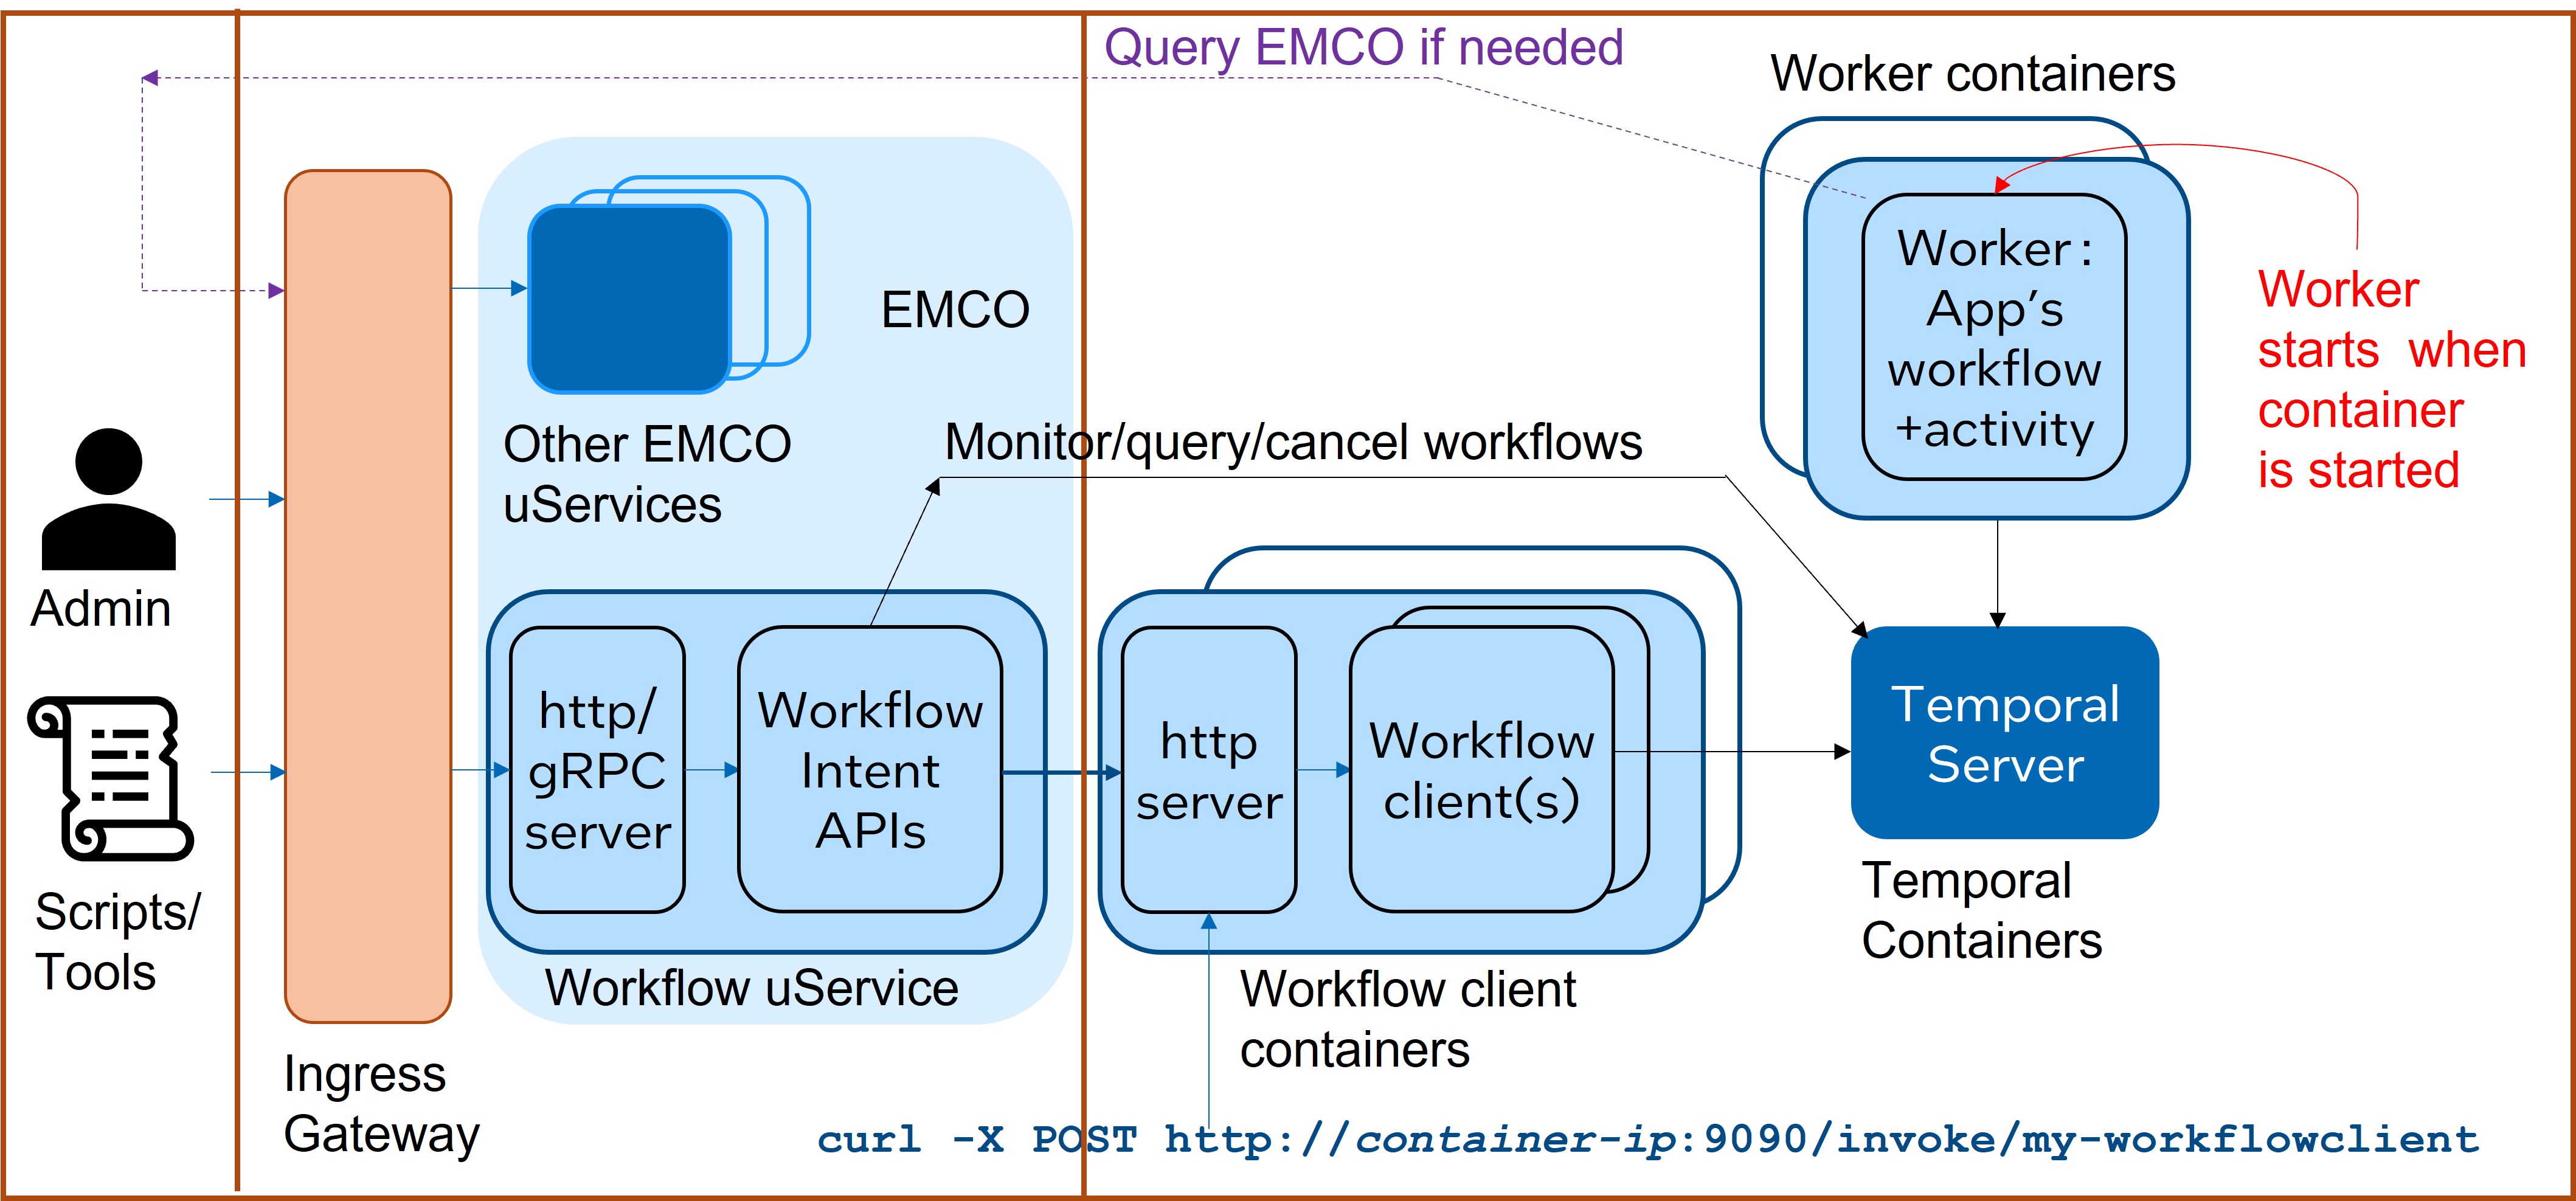 Query EMCO if needed
Worker containers
Worker:
App’s
workflow
+activity
Worker
starts when
container
is started
EMCO
Other EMCO
uServices
Monitor/query/cancel workflows
Admin
Scripts/
Tools
http/
gRPC
server
Workflow
Intent
APIs
Workflow uService
http
server
Workflow
client(s)
Workflow client
containers
Temporal
Server
Temporal
Containers
Ingress
Gateway
curl -X POST http://container-ip:9090/invoke/my-workflowclient